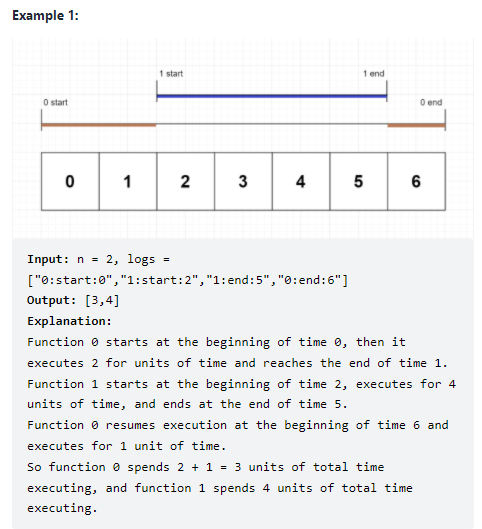 Example 1:
1 start
1 end
0 start
0 end
0 1 2 3 4 5 6
Input: n = 2, logs =
["0:start:0","1:start:2","1:end:5","0:end:6"]
Output: [3,4]
Explanation:
Function 0 starts at the beginning of time 0, then it
executes 2 for units of time and reaches the end of time 1.
Function 1 starts at the beginning of time 2, executes for 4
units of time, and ends at the end of time 5.
Function 0 resumes execution at the beginning of time 6 and
executes for 1 unit of time.
So function 0 spends 2 + 1 = 3 units of total time
executing, and function 1 spends 4 units of total time
executing.